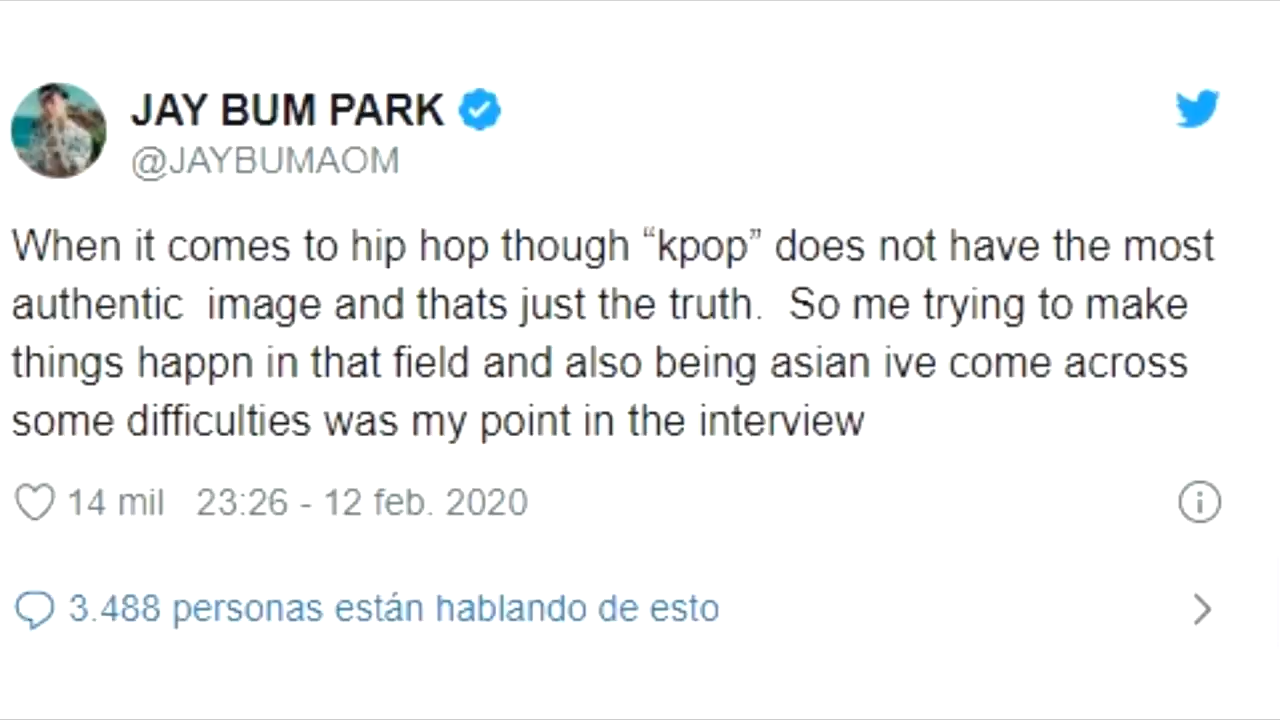 JAY BUM PARK
@JAYBUMAOM
When it comes to hip hop though “kpop” does not have the most
authentic  image and thats just the truth.  So me trying to make
things happn in that field and also being asian ive come across
some difficulties was my point in the interview
14 mil 23:26 - 12 feb. 2020
3.488 personas están hablando de esto